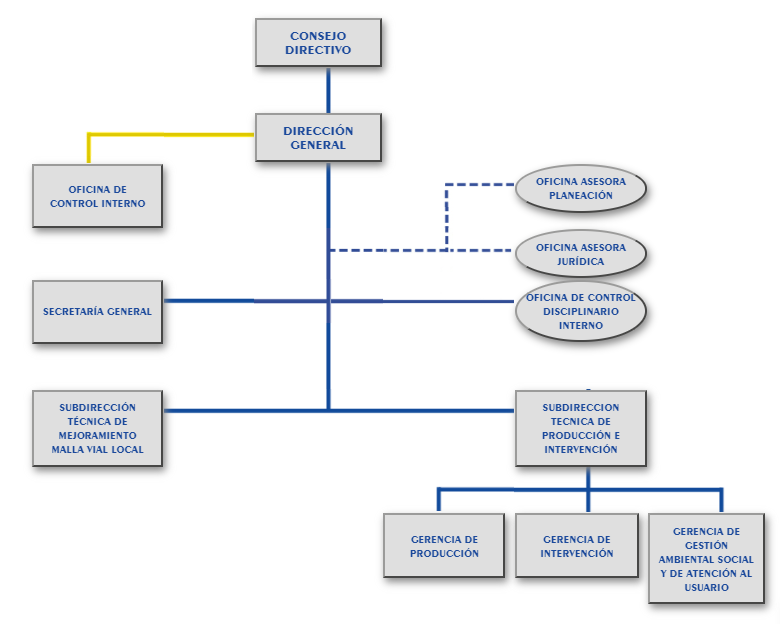 CONSEJO
DIRECTIVO
DIRECCIÓN
GENERAL
OFICINA DE
CONTROL INTERNO
OFICINA ASESORA
PLANEACIÓN
OFICINA ASESORA
JURÍDICA
SECRETARÍA GENERAL
OFICINA DE CONTROL
DISCIPLINARIO
INTERNO
SUBDIRECCIÓN
TÉCNICA DE
MEJORAMIENTO
MALLA VIAL LOCAL
SUBDIRECCION
TECNICA DE
PRODUCCIÓN E
INTERVENCIÓN
GERENCIA DE
PRODUCCIÓN
GERENCIA DE
INTERVENCIÓN
GERENCIA DE
GESTIÓN
AMBIENTAL SOCIAL
Y DE ATENCIÓN AL
USUARIO